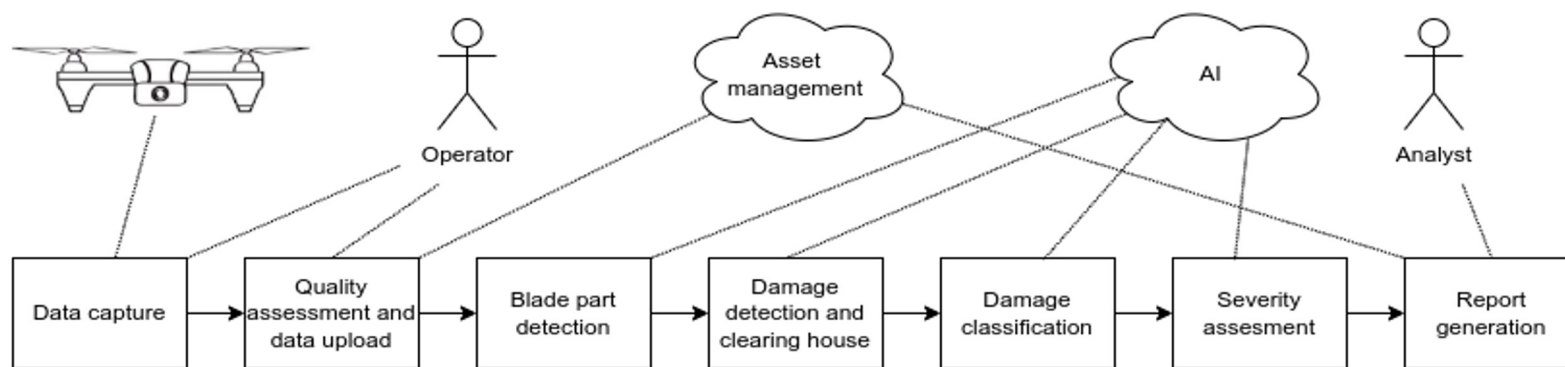 Asset
management
AI
Operator
Analyst
Data capture
Quality
assessment and
data upload
Blade part
detection
Damage
detection and
clearing house
Damage
classification
Severity
assesment
Report
generation